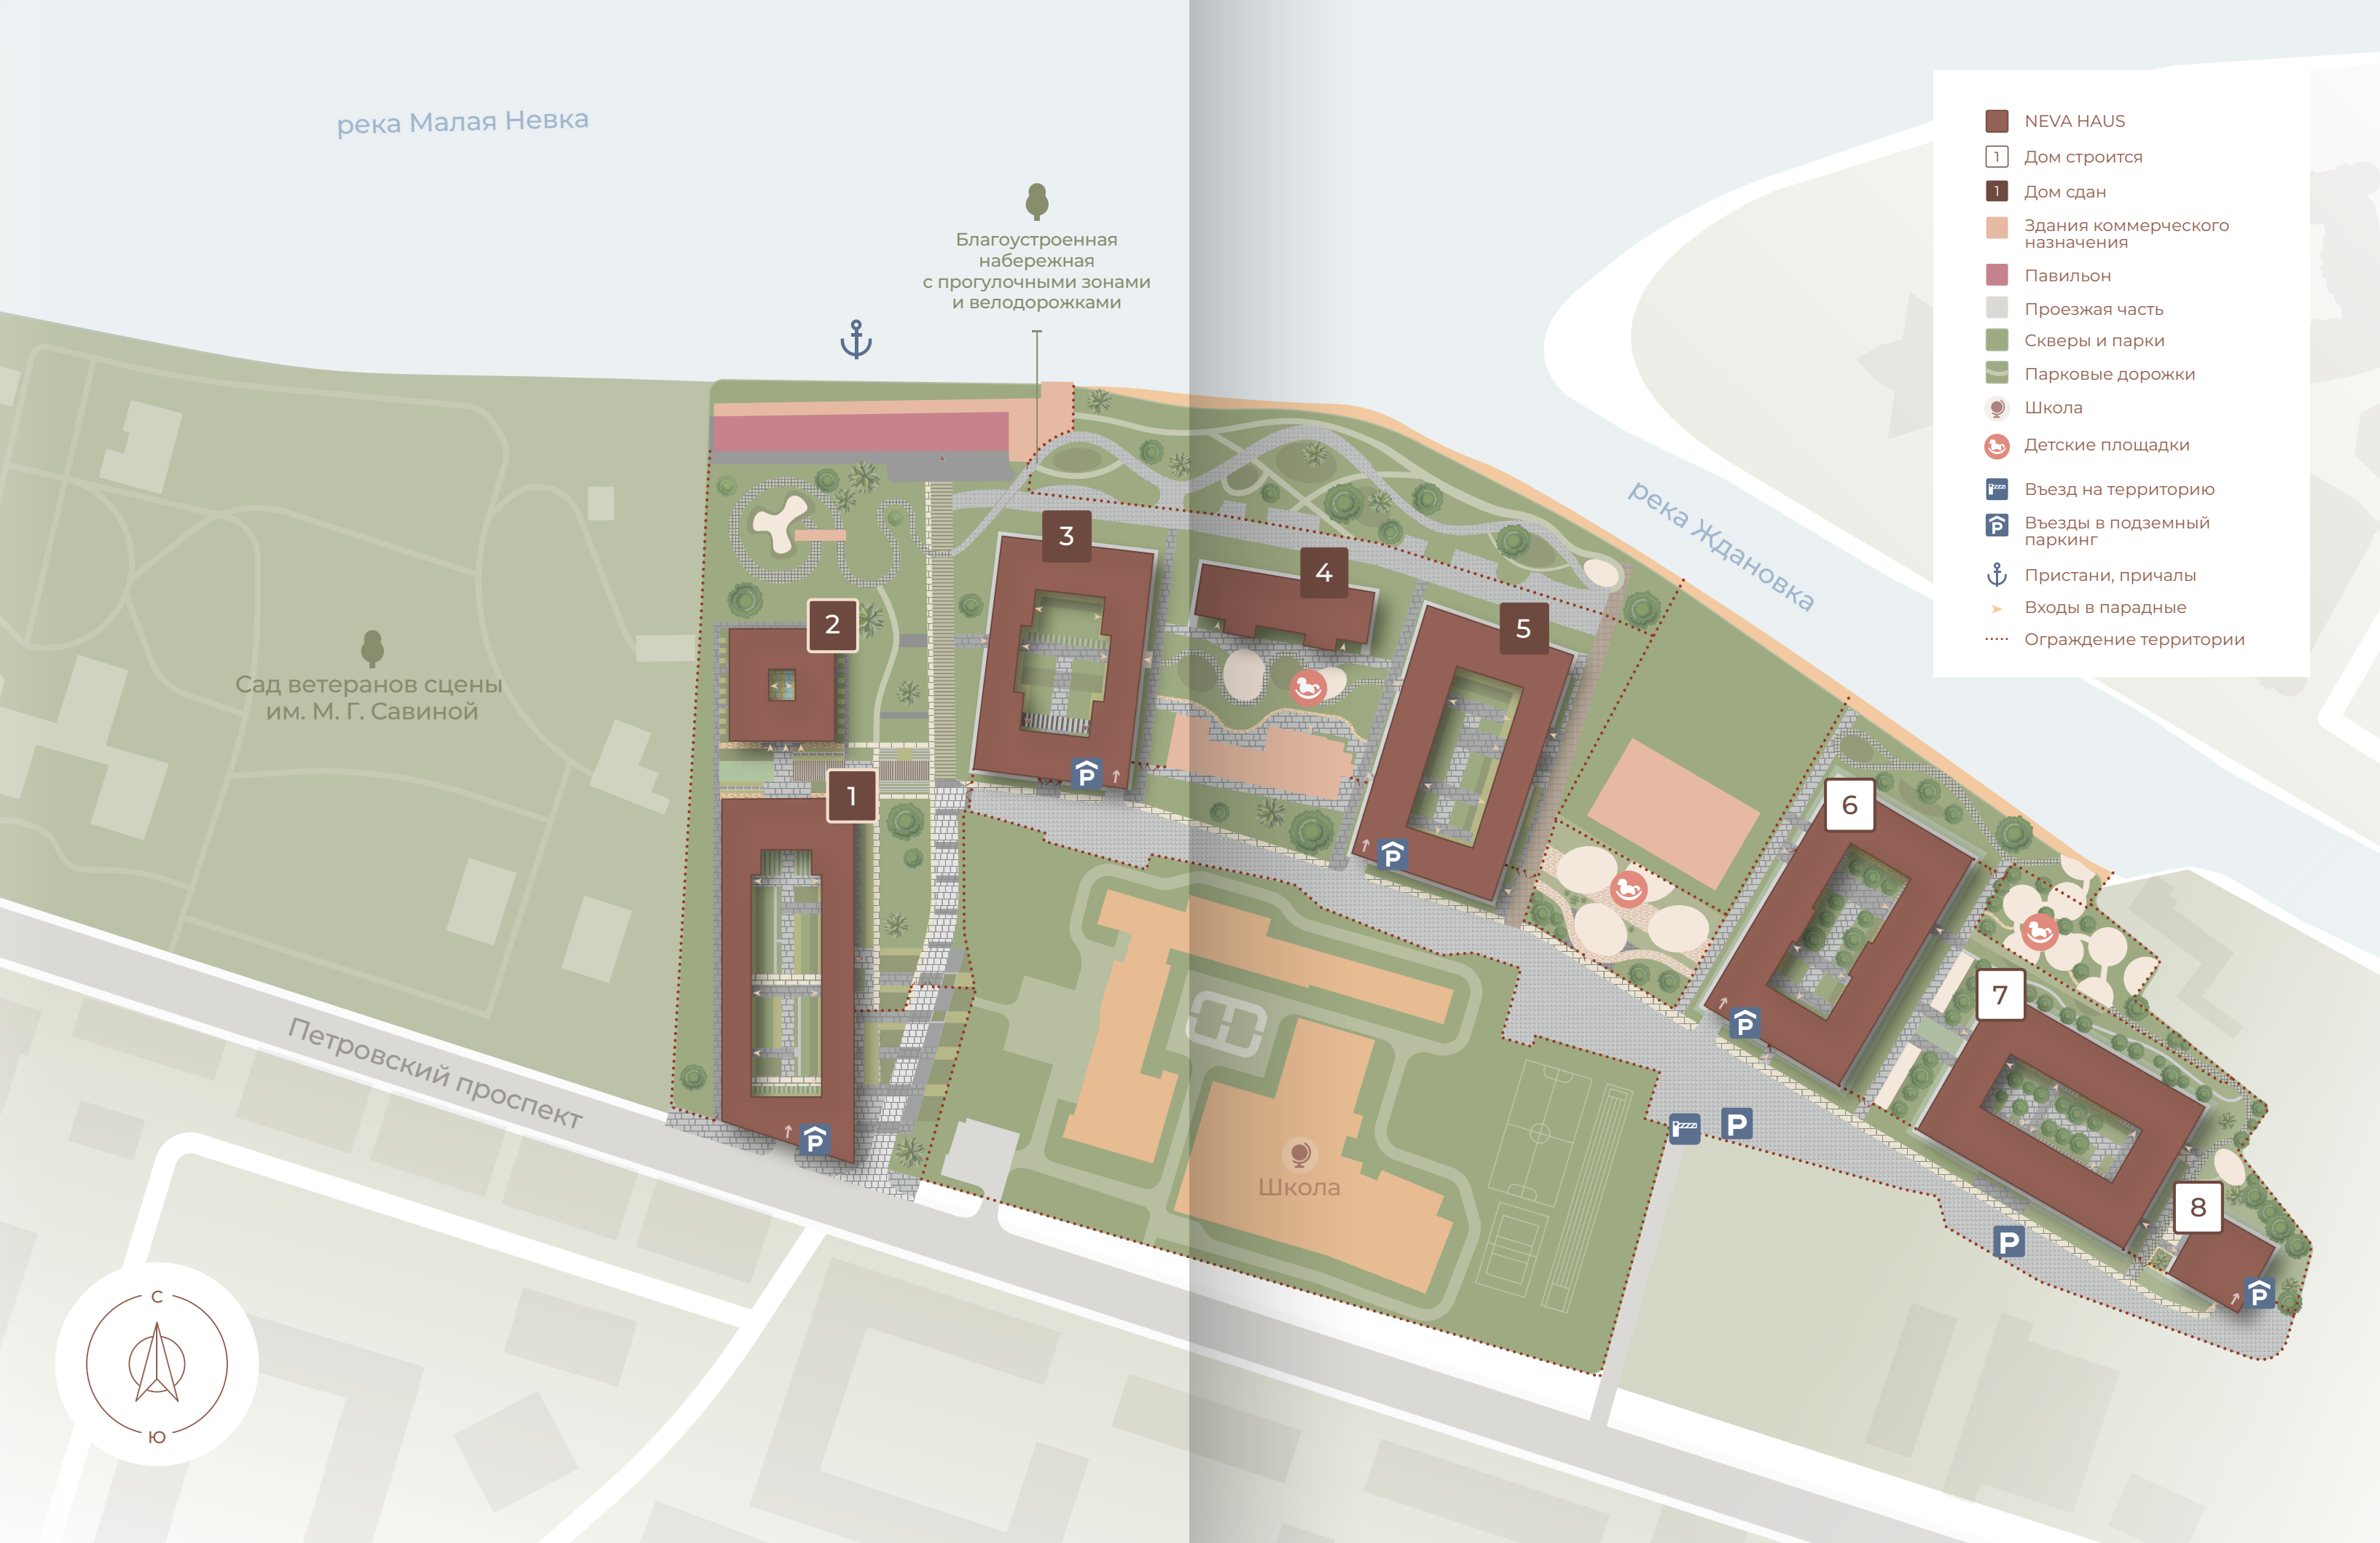 река Малая Невка
Благоустроенная
набережная
с прогулочными зонами
и велодорожками
река Ждановка
Сад ветеранов сцены
им. М. Г. Савиной
Петровский проспект
Школа
1
2
3
4
5
6
7
8
P
P
P
P
P
P
P
С
Ю
NEVA HAUS
1 Дом строится
1 Дом сдан
Здания коммерческого
назначения
Павильон
Проезжая часть
Скверы и парки
Парковые дорожки
Школа
Детские площадки
Въезд на территорию
P Въезды в подземный
паркинг
Пристани, причалы
Входы в парадные
Ограждение территории